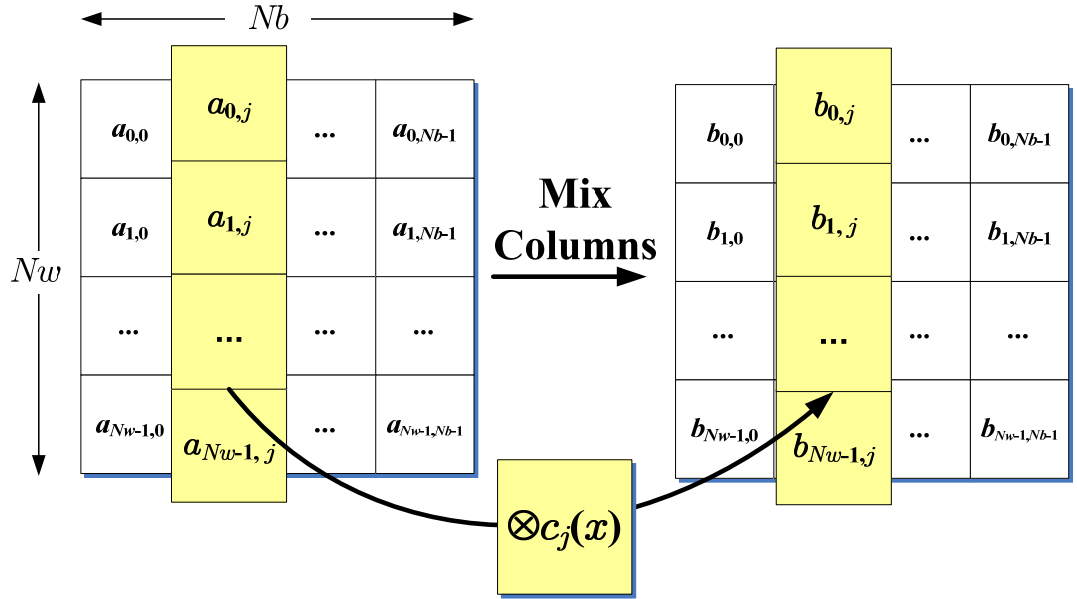 Nb
a0,0 a0,j ... a0,Nb-1
a1,0 a1,j ... a1,Nb-1
Nw
... ... ... ...
aNw-1,0 aNw-1,j ... aNw-1,Nb-1
Mix
Columns
b0,0 b0,j ... b0,Nb-1
b1,0 b1,j ... b1,Nb-1
... ... ... ...
bNw-1,0 bNw-1,j ... bNw-1,Nb-1
⊗cj(x)